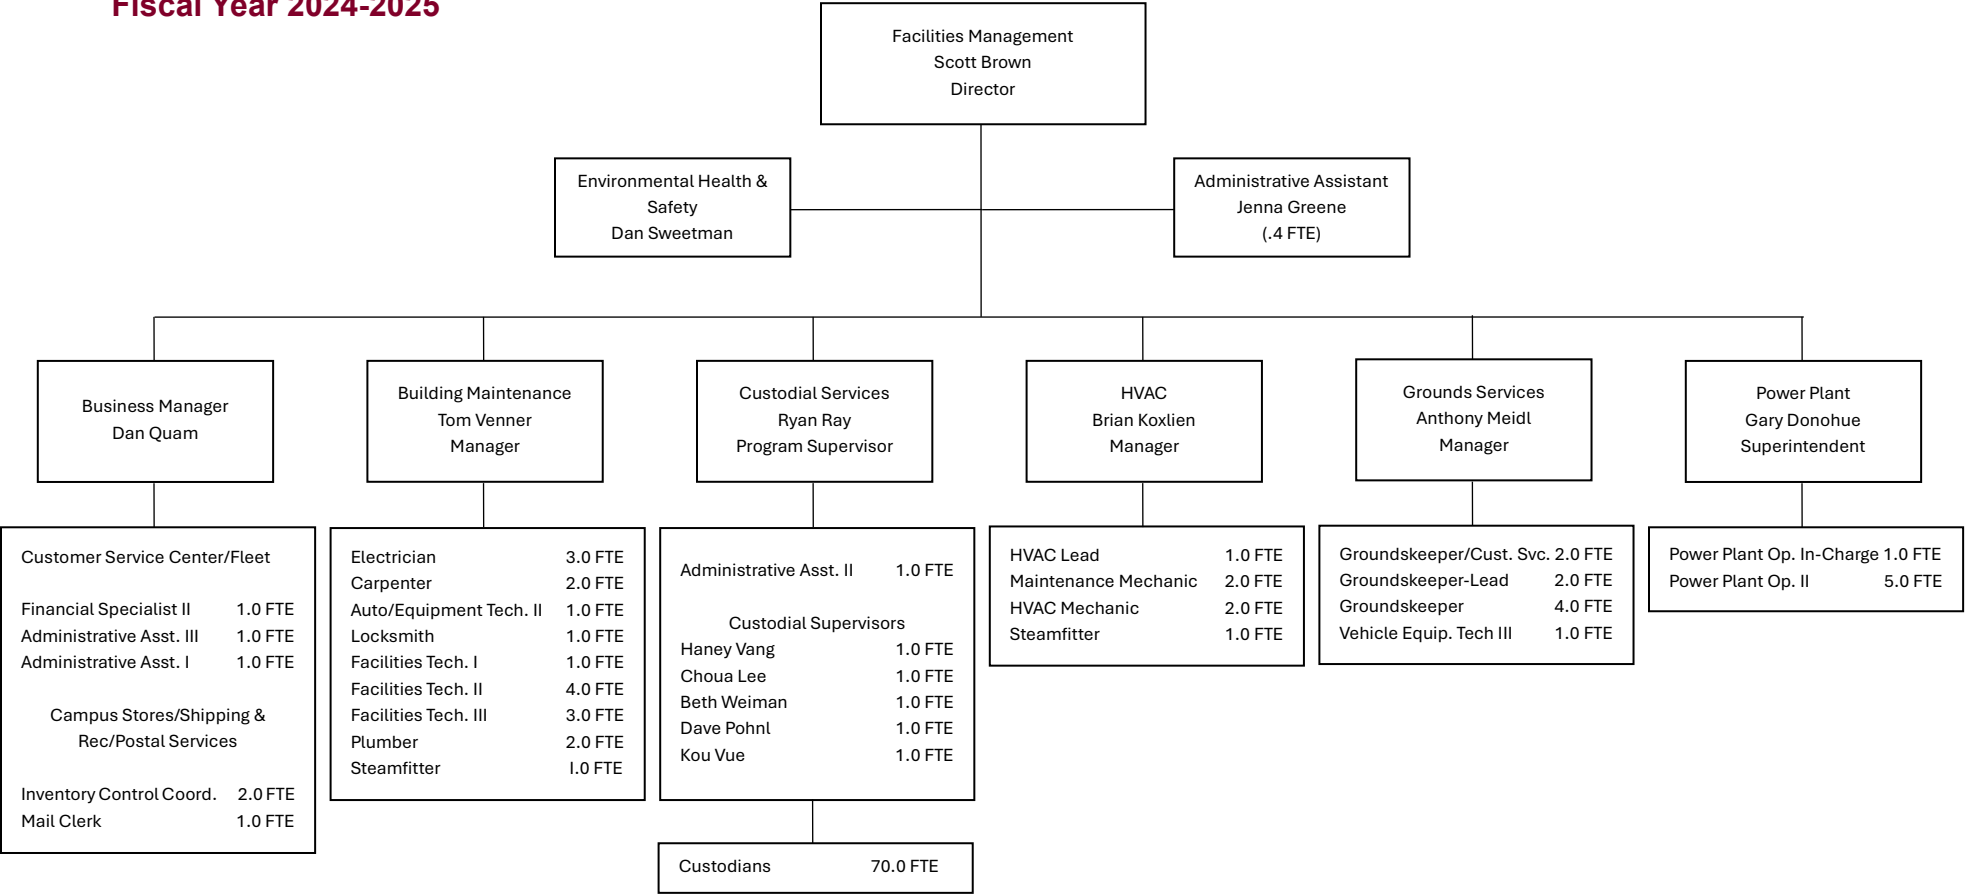 Fiscal Year 2024-2025
Facilities Management
Scott Brown
Director
Environmental Health &
Safety
Dan Sweetman
Administrative Assistant
Jenna Greene
(.4 FTE)
Business Manager
Dan Quam
Building Maintenance
Tom Venner
Manager
Custodial Services
Ryan Ray
Program Supervisor
HVAC
Brian Koxlien
Manager
Grounds Services
Anthony Meidl
Manager
Power Plant
Gary Donohue
Superintendent
Customer Service Center/Fleet
Financial Specialist II 1.0 FTE
Administrative Asst. III 1.0 FTE
Administrative Asst. I 1.0 FTE
Campus Stores/Shipping &
Rec/Postal Services
Inventory Control Coord. 2.0 FTE
Mail Clerk 1.0 FTE
Electrician 3.0 FTE
Carpenter 2.0 FTE
Auto/Equipment Tech. II 1.0 FTE
Locksmith 1.0 FTE
Facilities Tech. I 1.0 FTE
Facilities Tech. II 4.0 FTE
Facilities Tech. III 3.0 FTE
Plumber 2.0 FTE
Steamfitter I.0 FTE
Administrative Asst. II 1.0 FTE
Custodial Supervisors
Haney Vang 1.0 FTE
Choua Lee 1.0 FTE
Beth Weiman 1.0 FTE
Dave Pohnl 1.0 FTE
Kou Vue 1.0 FTE
Custodians 70.0 FTE
HVAC Lead 1.0 FTE
Maintenance Mechanic 2.0 FTE
HVAC Mechanic 2.0 FTE
Steamfitter 1.0 FTE
Groundskeeper/Cust. Svc. 2.0 FTE
Groundskeeper-Lead 2.0 FTE
Groundskeeper 4.0 FTE
Vehicle Equip. Tech III 1.0 FTE
Power Plant Op. In-Charge 1.0 FTE
Power Plant Op. II 5.0 FTE